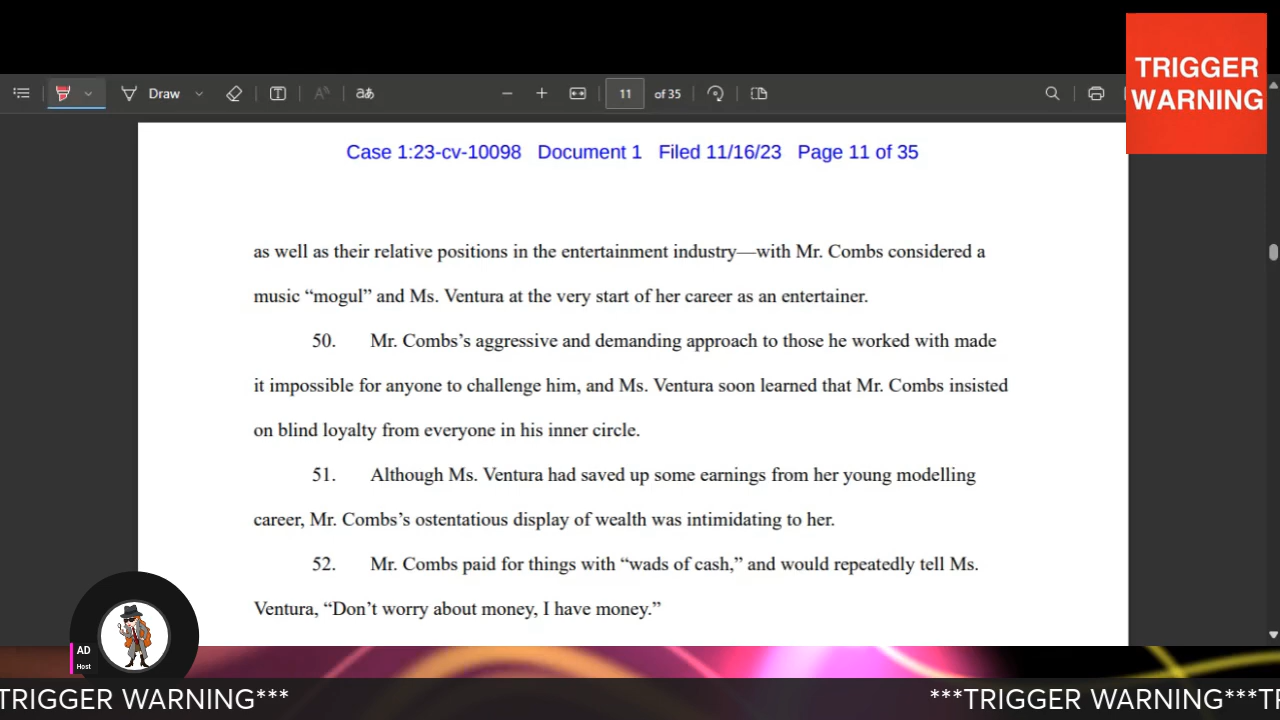 TRIGGER
WARNING
Draw
11 of 35
Case 1:23-cv-10098 Document 1 Filed 11/16/23 Page 11 of 35
as well as their relative positions in the entertainment industry—with Mr. Combs considered a
music “mogul” and Ms. Ventura at the very start of her career as an entertainer.
50. Mr. Combs’s aggressive and demanding approach to those he worked with made
it impossible for anyone to challenge him, and Ms. Ventura soon learned that Mr. Combs insisted
on blind loyalty from everyone in his inner circle.
51. Although Ms. Ventura had saved up some earnings from her young modelling
career, Mr. Combs’s ostentatious display of wealth was intimidating to her.
52. Mr. Combs paid for things with “wads of cash,” and would repeatedly tell Ms.
Ventura, “Don’t worry about money, I have money.”
AD
Host
TRIGGER WARNING*** ***TRIGGER WARNING***TR